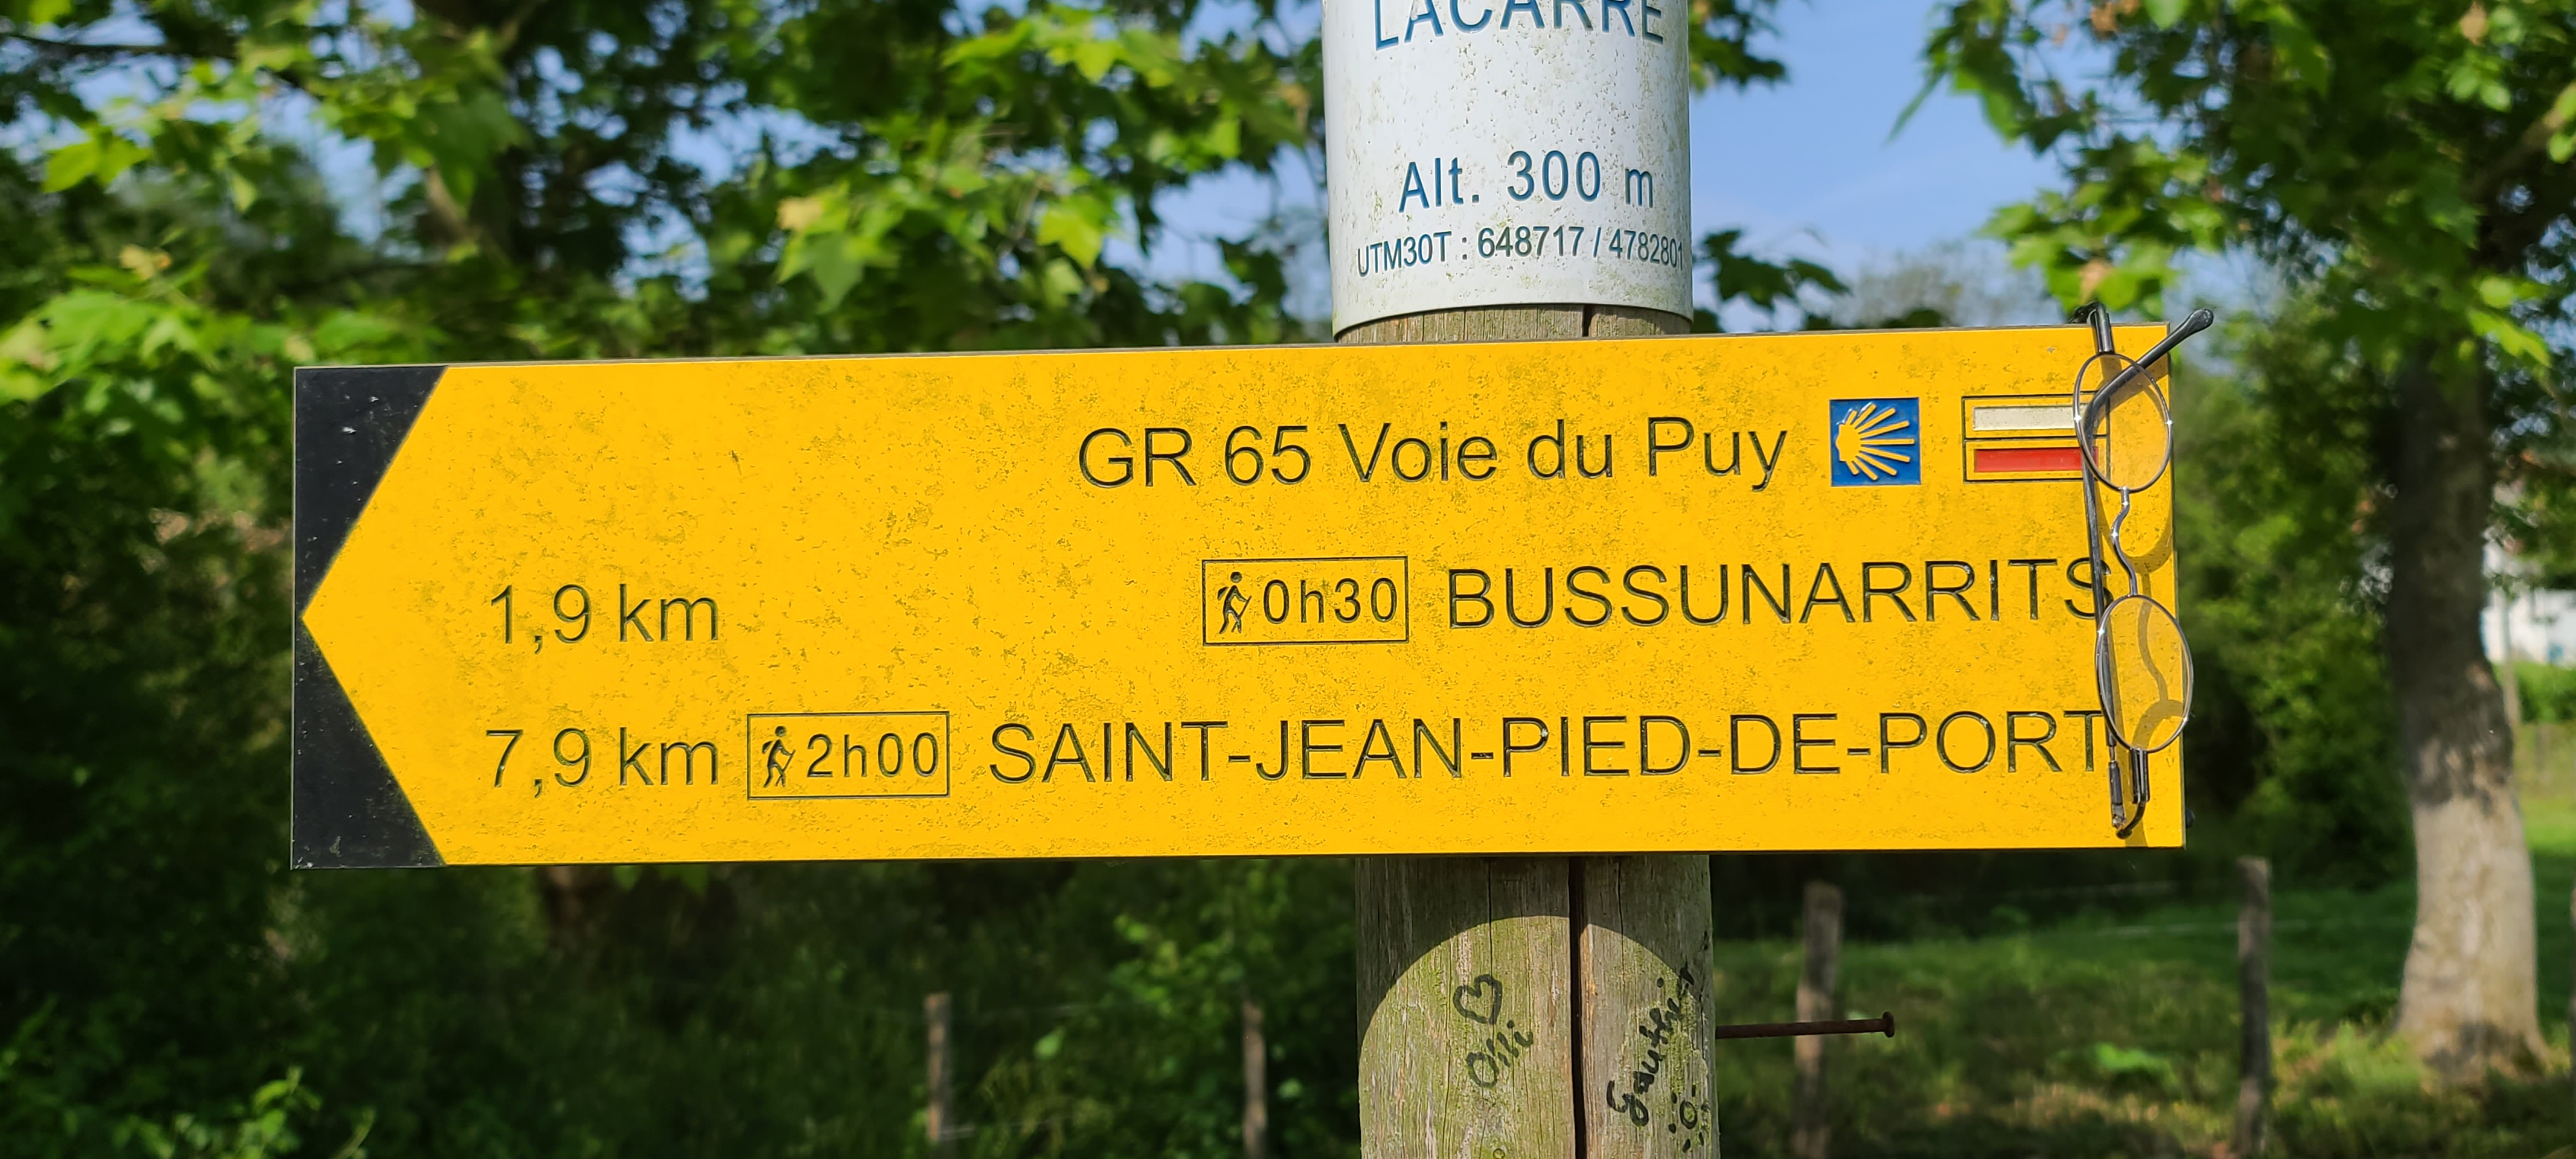 LACARRE
Alt. 300 m
UTM30T : 648717 / 4782801
GR 65 Voie du Puy
1,9 km 0h30 BUSSUNARRITS
7,9 km 2h00 SAINT-JEAN-PIED-DE-PORT
Olli
Gauthier